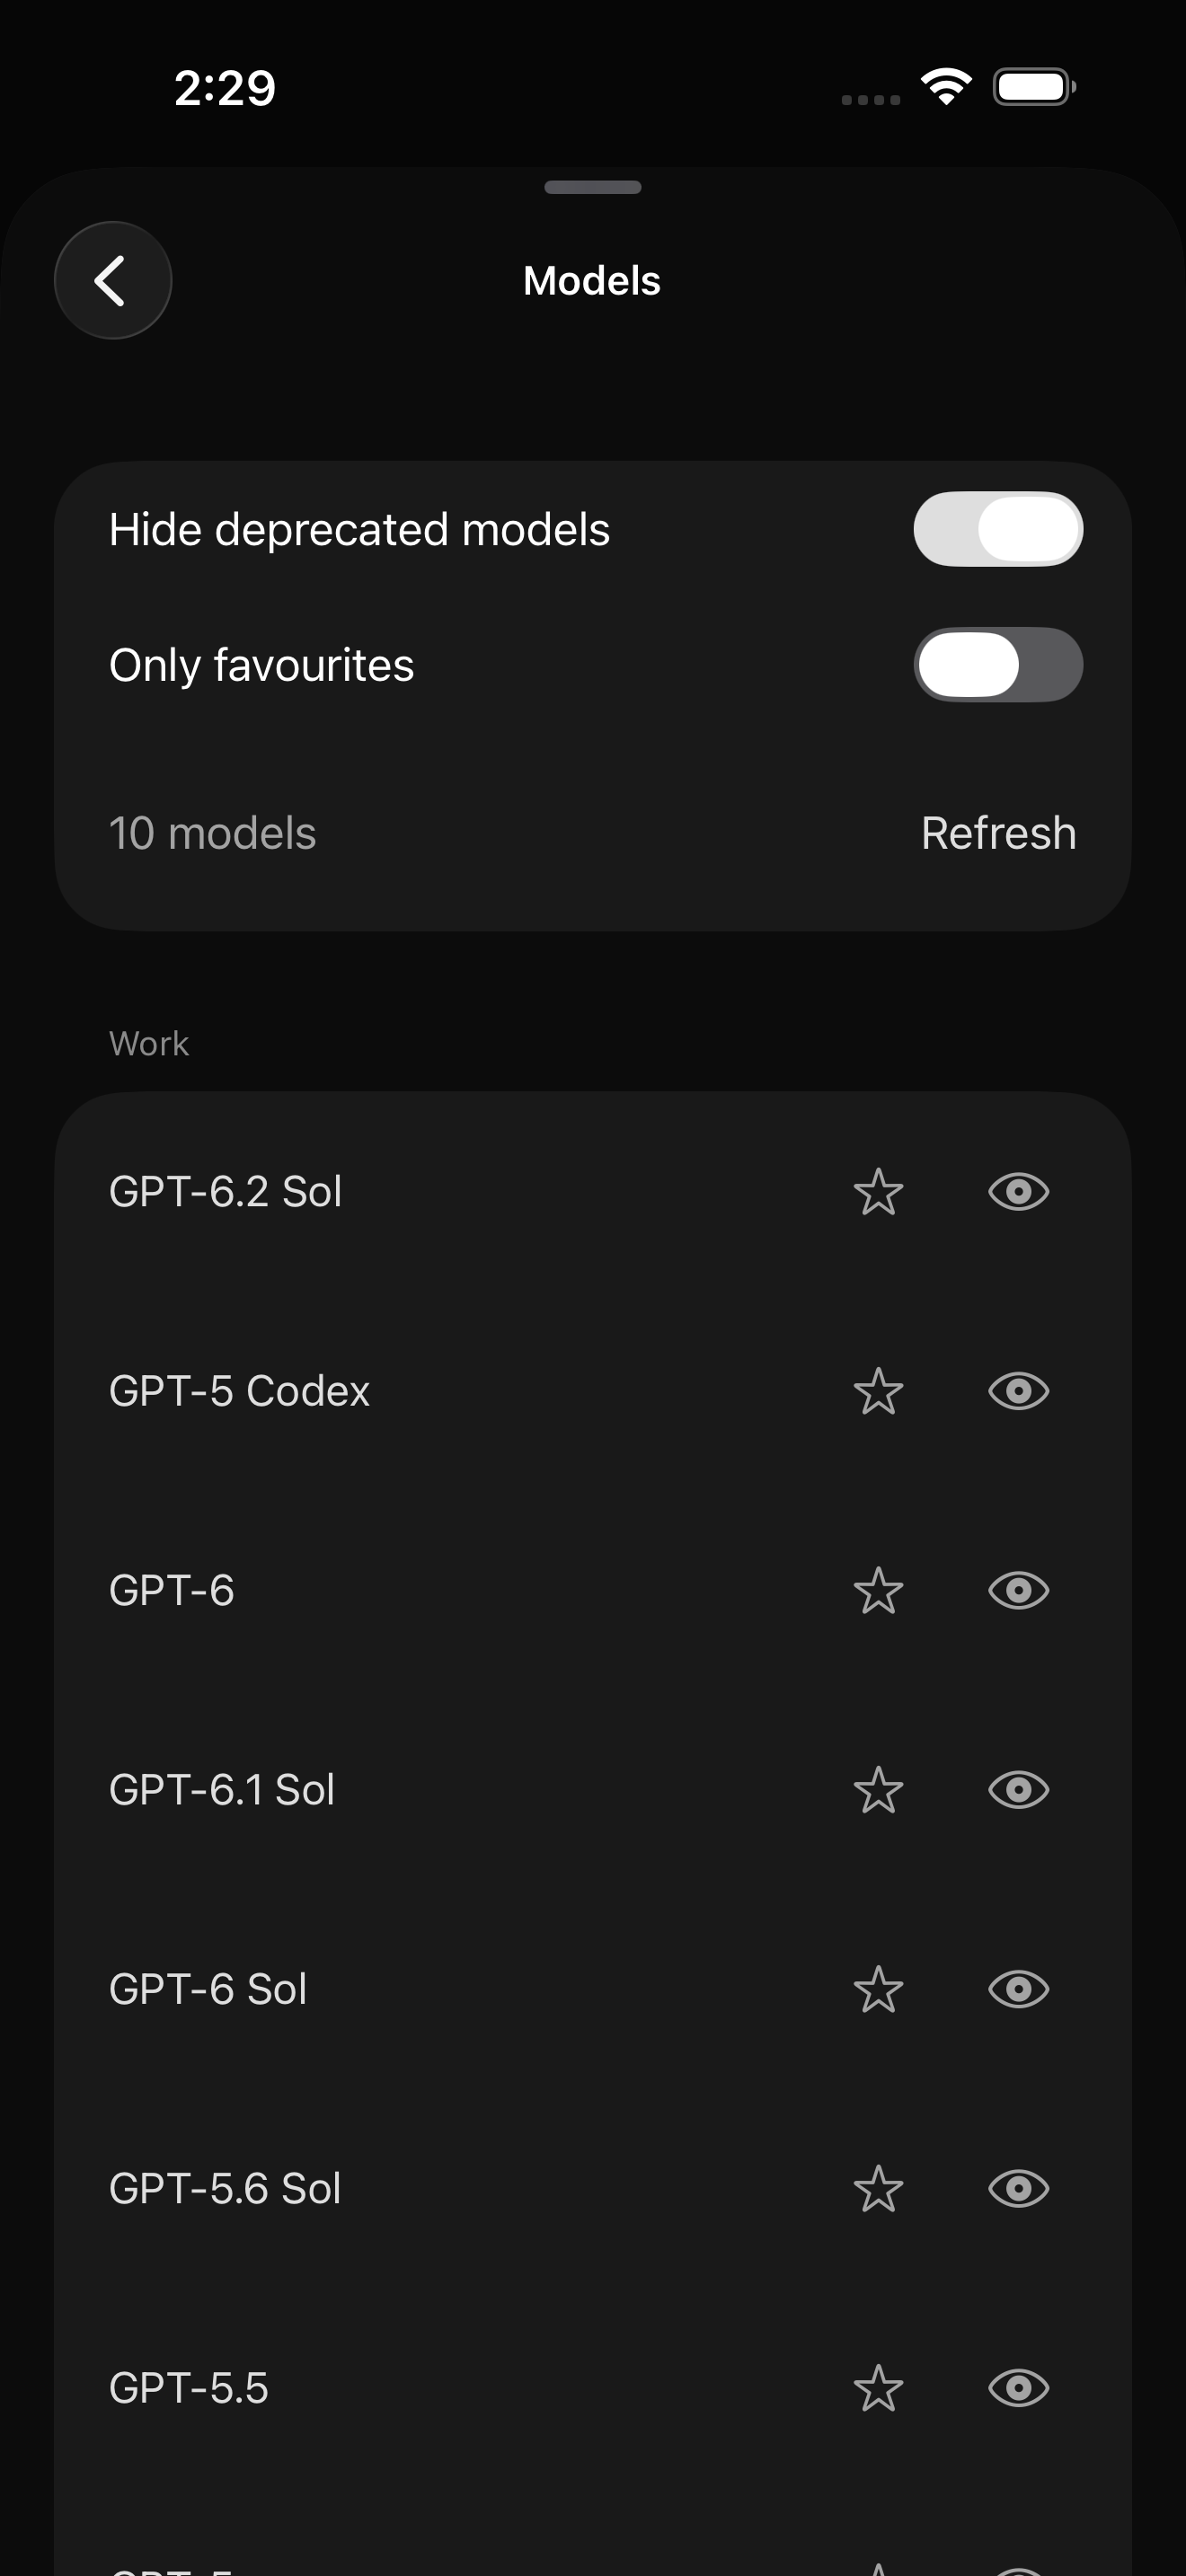 2:29
Models
Hide deprecated models
Only favourites
10 models Refresh
Work
GPT-6.2 Sol
GPT-5 Codex
GPT-6
GPT-6.1 Sol
GPT-6 Sol
GPT-5.6 Sol
GPT-5.5